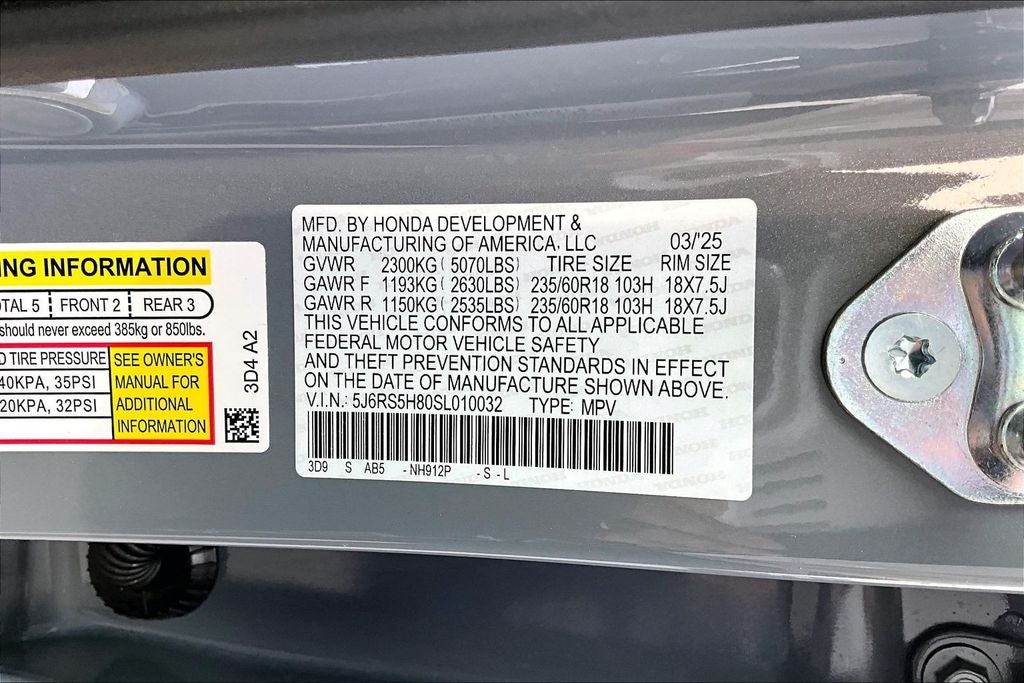 NG INFORMATION
OTAL 5 | FRONT 2 | REAR 3
should never exceed 385kg or 850lbs.
D TIRE PRESSURE
40KPA, 35PSI
20KPA, 32PSI
SEE OWNER'S
MANUAL FOR
ADDITIONAL
INFORMATION
3D4 A2
MFD. BY HONDA DEVELOPMENT &
MANUFACTURING OF AMERICA, LLC 03/'25
GVWR 2300KG ( 5070LBS) TIRE SIZE RIM SIZE
GAWR F 1193KG ( 2630LBS) 235/60R18 103H 18X7.5J
GAWR R 1150KG ( 2535LBS) 235/60R18 103H 18X7.5J
THIS VEHICLE CONFORMS TO ALL APPLICABLE
FEDERAL MOTOR VEHICLE SAFETY
AND THEFT PREVENTION STANDARDS IN EFFECT
ON THE DATE OF MANUFACTURE SHOWN ABOVE.
V.I.N.: 5J6RS5H80SL010032 TYPE: MPV
3D9 S AB5 -NH912P -S-L